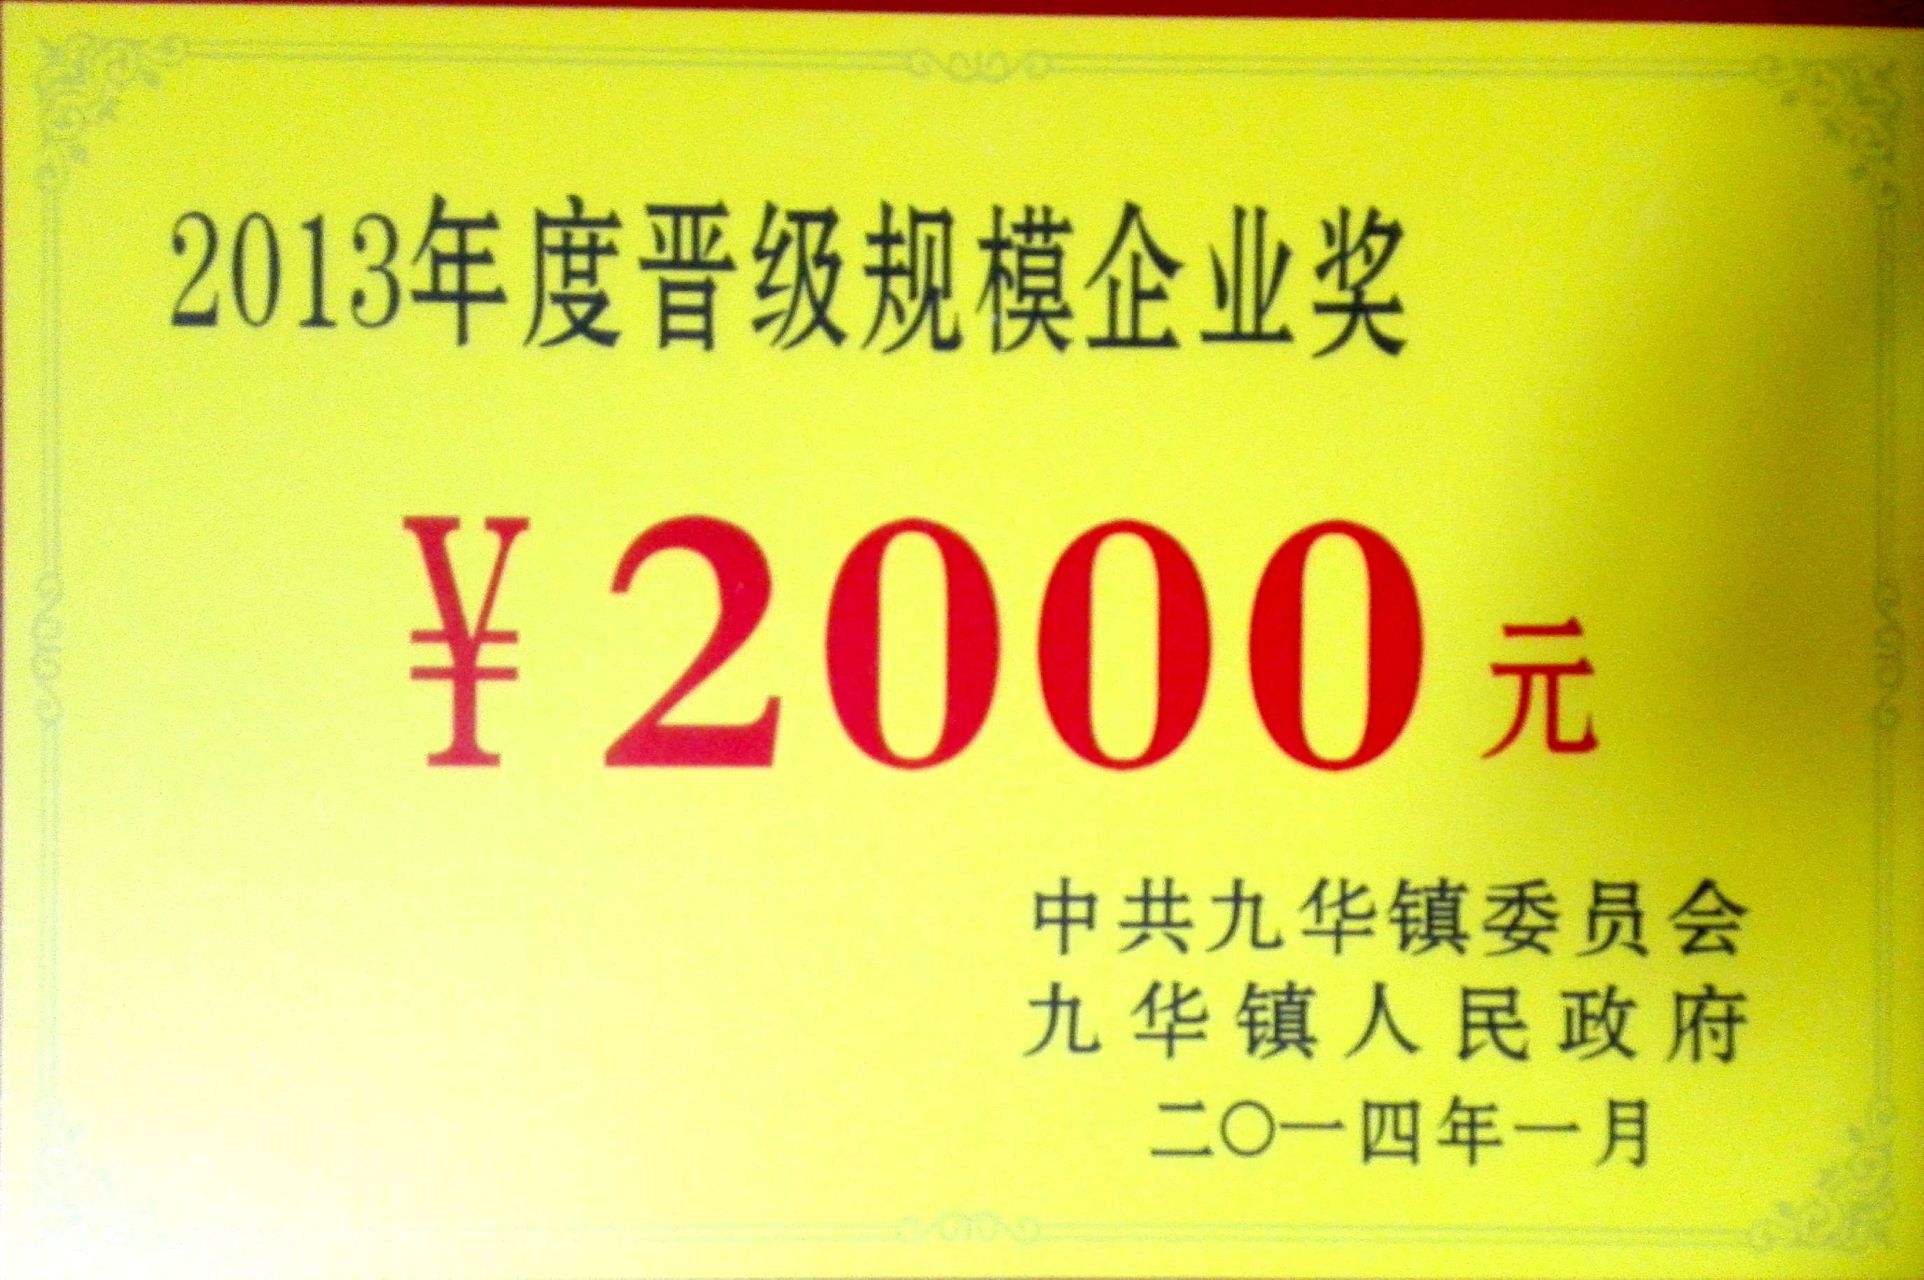 2013年度晋级规模企业奖
¥2000元
中共九华镇委员会
九华镇人民政府
二〇一四年一月